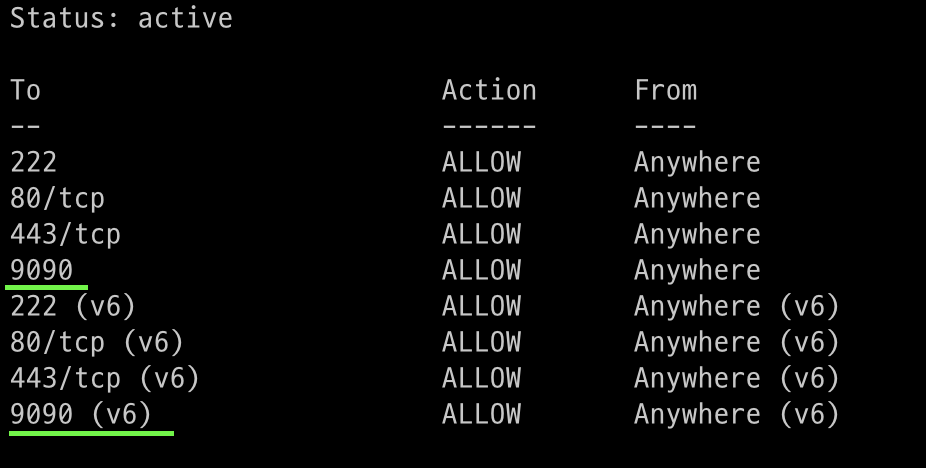 Status: active
To Action From
-- ------ ----
222 ALLOW Anywhere
80/tcp ALLOW Anywhere
443/tcp ALLOW Anywhere
9090 ALLOW Anywhere
222 (v6) ALLOW Anywhere (v6)
80/tcp (v6) ALLOW Anywhere (v6)
443/tcp (v6) ALLOW Anywhere (v6)
9090 (v6) ALLOW Anywhere (v6)